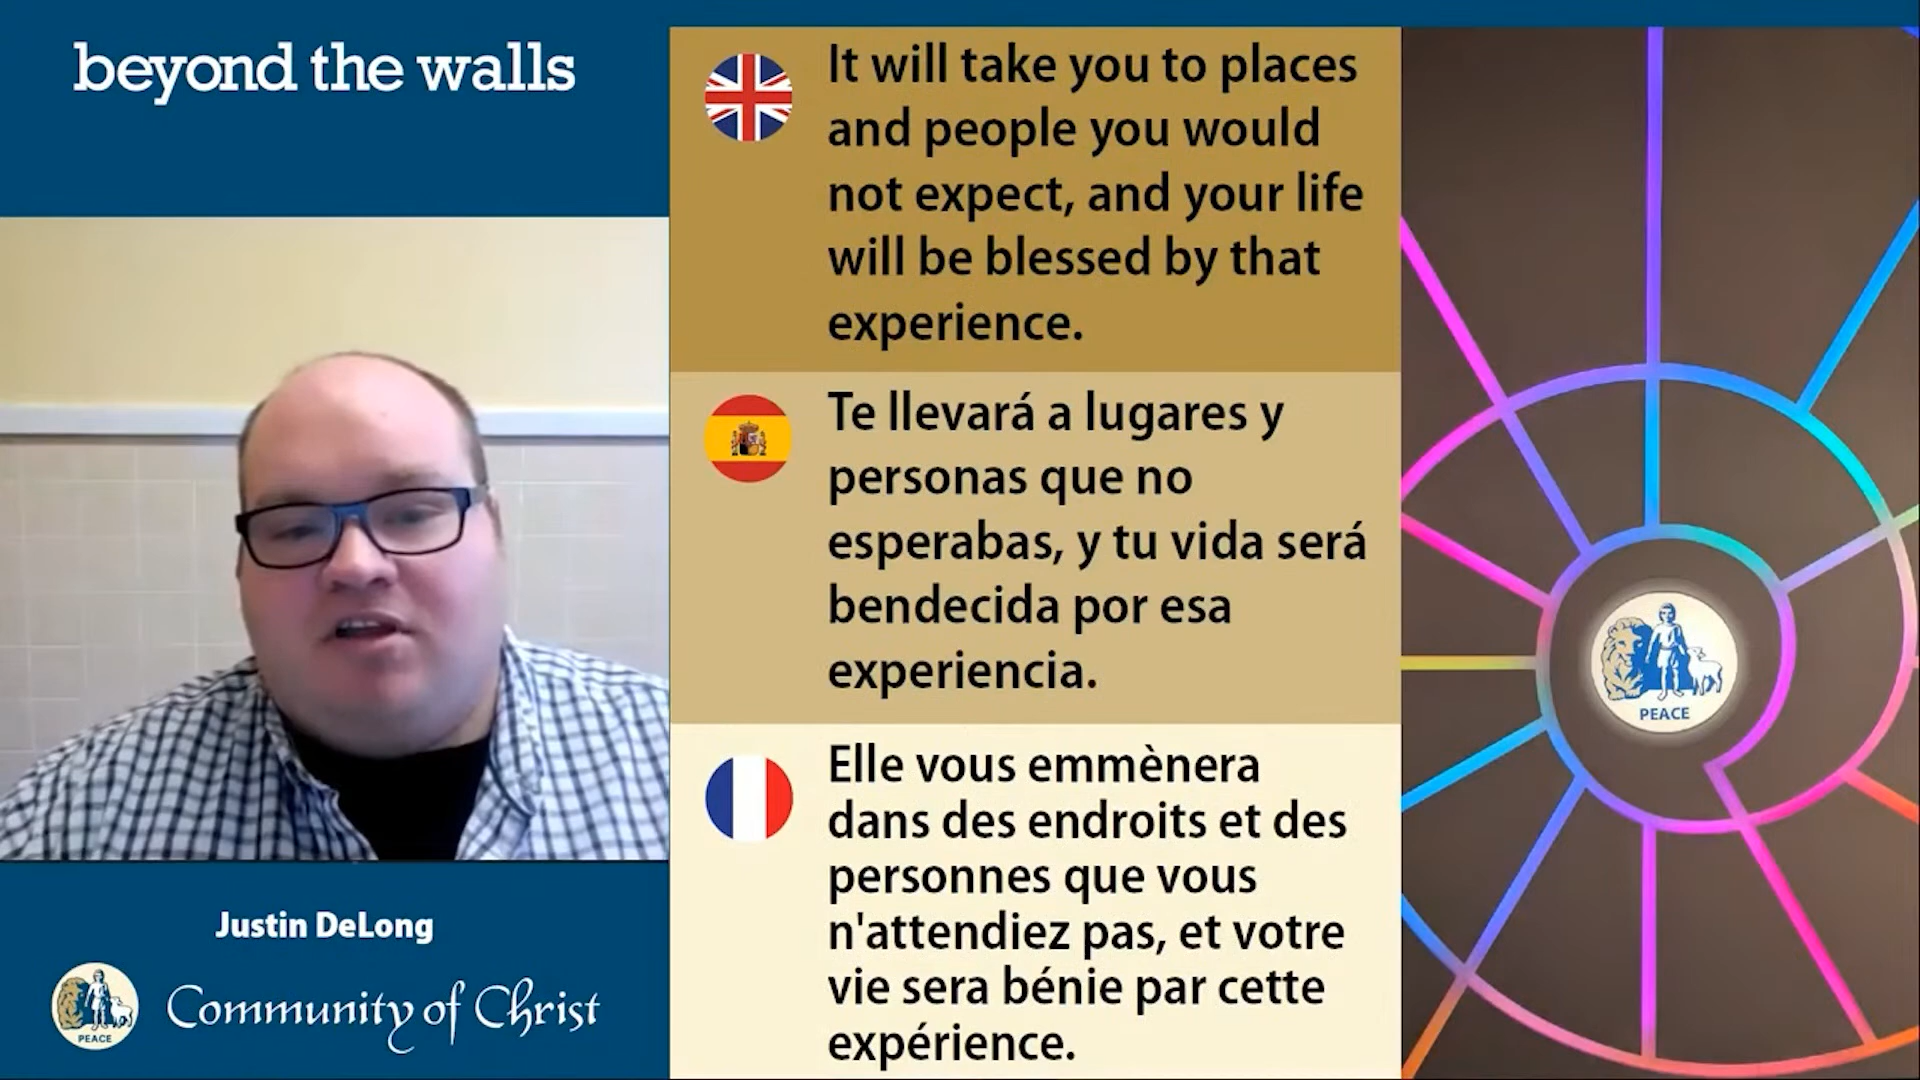 beyond the walls
It will take you to places
and people you would
not expect, and your life
will be blessed by that
experience.
Te llevará a lugares y
personas que no
esperabas, y tu vida será
bendecida por esa
experiencia.
Elle vous emmènera
dans des endroits et des
personnes que vous
n'attendiez pas, et votre
vie sera bénie par cette
expérience.
PEACE
Justin DeLong
Community of Christ
PEACE